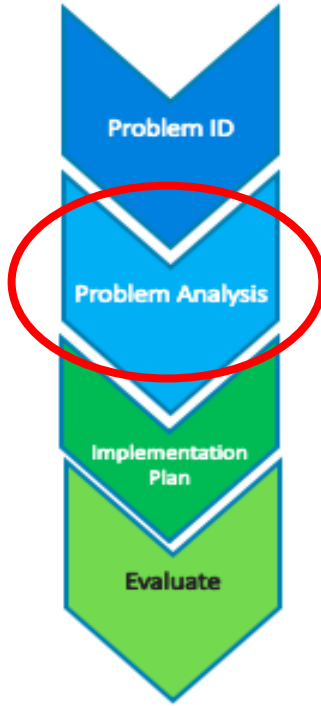 Problem ID
Problem Analysis
Implementation
Plan
Evaluate